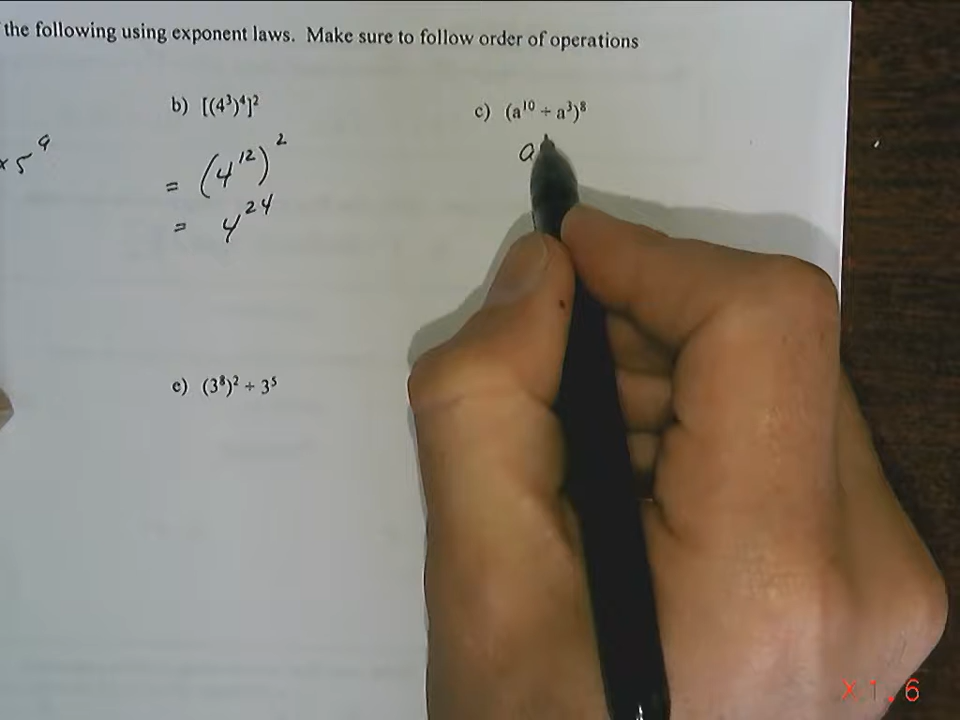 the following using exponent laws. Make sure to follow order of operations
b) [(4³)⁴]²
c) (a¹⁰ ÷ a³)⁸
× 5⁹
= (4¹²)²
a
= 4²⁴
e) (3⁸)² ÷ 3⁵
×1.6